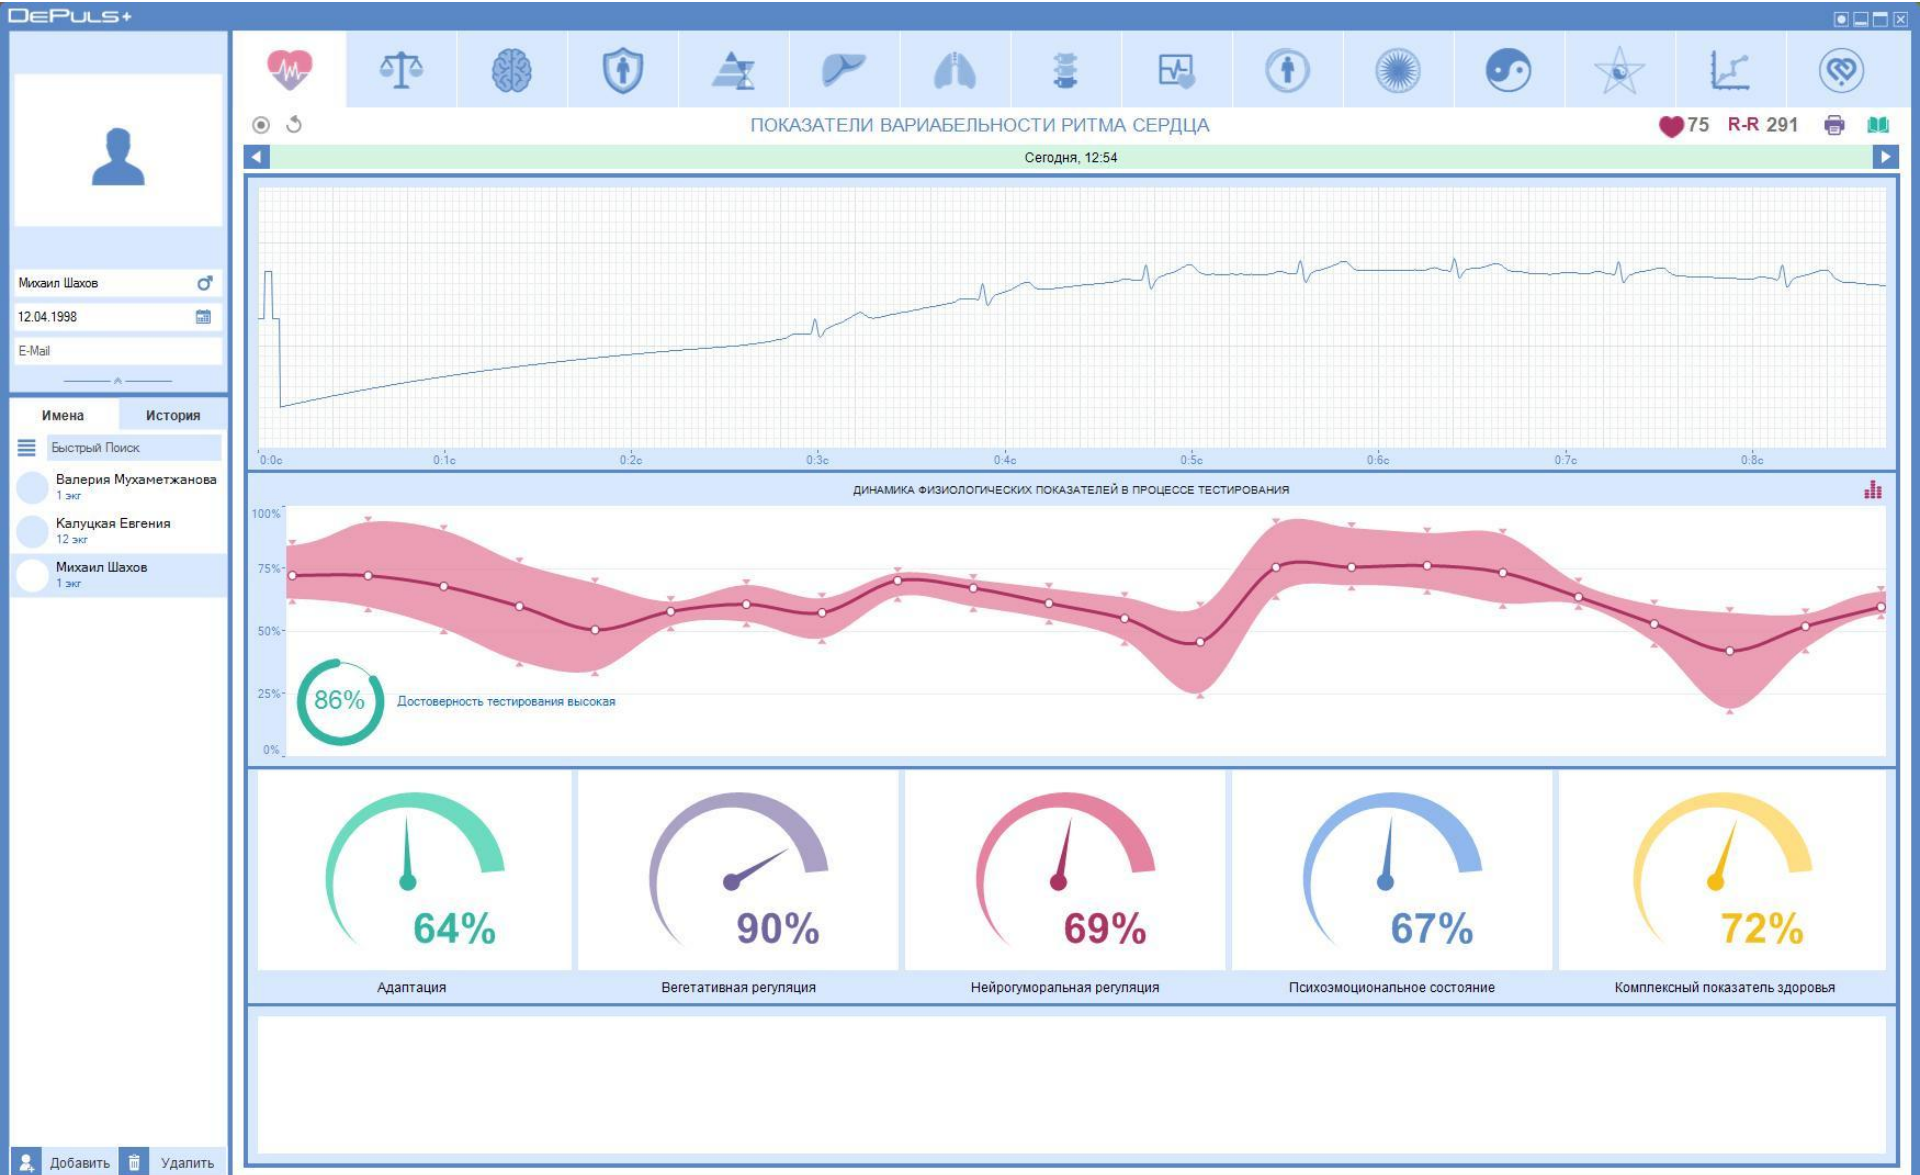 DePuls+
Михаил Шахов
12.04.1998
E-Mail
Имена
История
Быстрый Поиск
Валерия Мухаметжанова
1 экг
Калуцкая Евгения
12 экг
Михаил Шахов
1 экг
Добавить
Удалить
ПОКАЗАТЕЛИ ВАРИАБЕЛЬНОСТИ РИТМА СЕРДЦА
75 R-R 291
Сегодня, 12:54
0:0с 0:1с 0:2с 0:3с 0:4с 0:5с 0:6с 0:7с 0:8с
ДИНАМИКА ФИЗИОЛОГИЧЕСКИХ ПОКАЗАТЕЛЕЙ В ПРОЦЕССЕ ТЕСТИРОВАНИЯ
100%
75%
50%
25%
0%
86%
Достоверность тестирования высокая
64% 90% 69% 67% 72%
Адаптация
Вегетативная регуляция
Нейрогуморальная регуляция
Психоэмоциональное состояние
Комплексный показатель здоровья